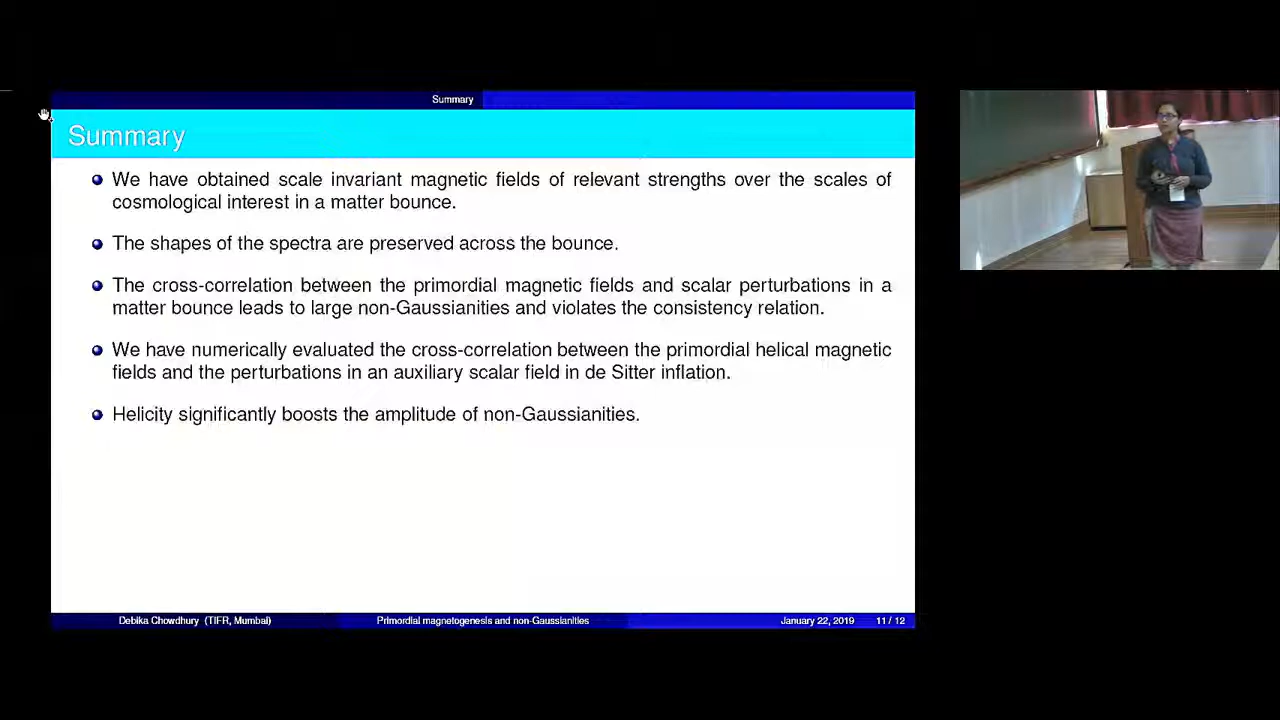 Summary
Summary
We have obtained scale invariant magnetic fields of relevant strengths over the scales of
cosmological interest in a matter bounce.
The shapes of the spectra are preserved across the bounce.
The cross-correlation between the primordial magnetic fields and scalar perturbations in a
matter bounce leads to large non-Gaussianities and violates the consistency relation.
We have numerically evaluated the cross-correlation between the primordial helical magnetic
fields and the perturbations in an auxiliary scalar field in de Sitter inflation.
Helicity significantly boosts the amplitude of non-Gaussianities.
Debika Chowdhury (TIFR, Mumbai) Primordial magnetogenesis and non-Gaussianities January 22, 2019 11 / 12